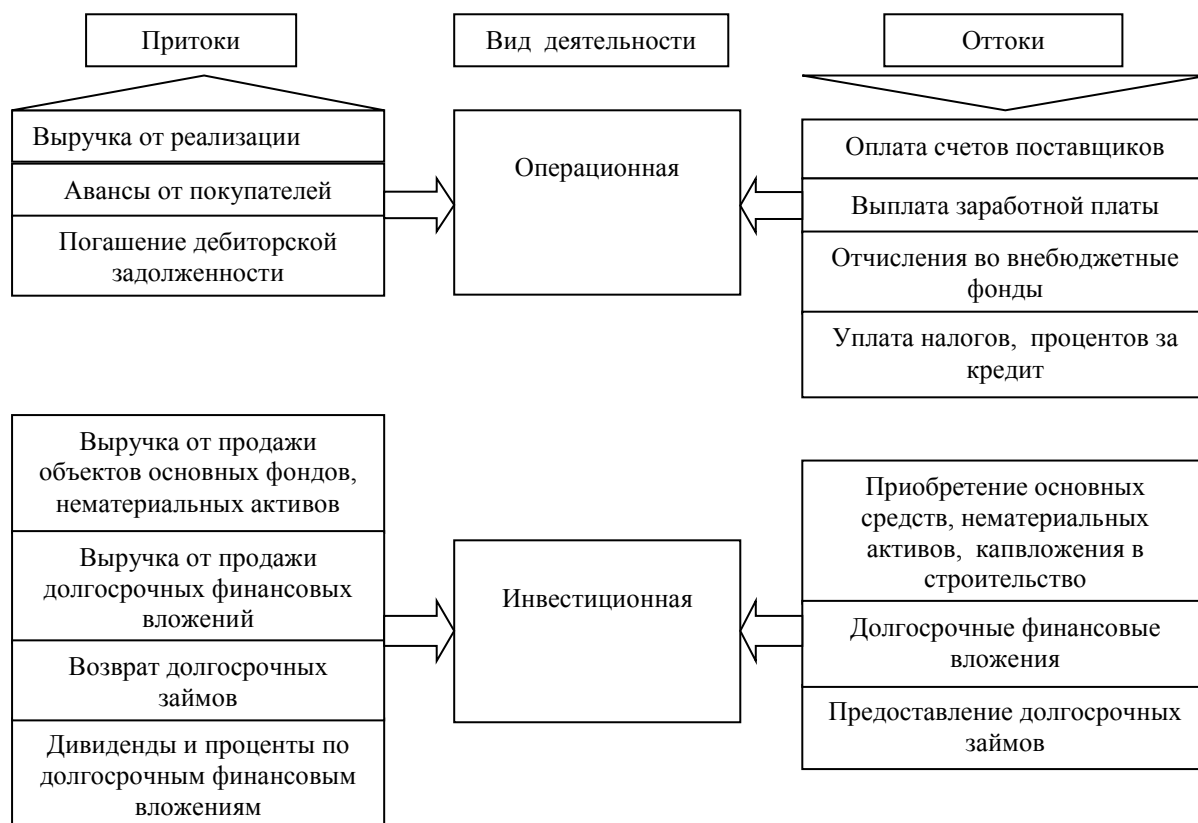 Притоки
Вид деятельности
Оттоки
Выручка от реализации
Авансы от покупателей
Погашение дебиторской
задолженности
Операционная
Оплата счетов поставщиков
Выплата заработной платы
Отчисления во внебюджетные
фонды
Уплата налогов, процентов за
кредит
Выручка от продажи
объектов основных фондов,
нематериальных активов
Выручка от продажи
долгосрочных финансовых
вложений
Возврат долгосрочных
займов
Дивиденды и проценты по
долгосрочным финансовым
вложениям
Инвестиционная
Приобретение основных
средств, нематериальных
активов, капвложения в
строительство
Долгосрочные финансовые
вложения
Предоставление долгосрочных
займов